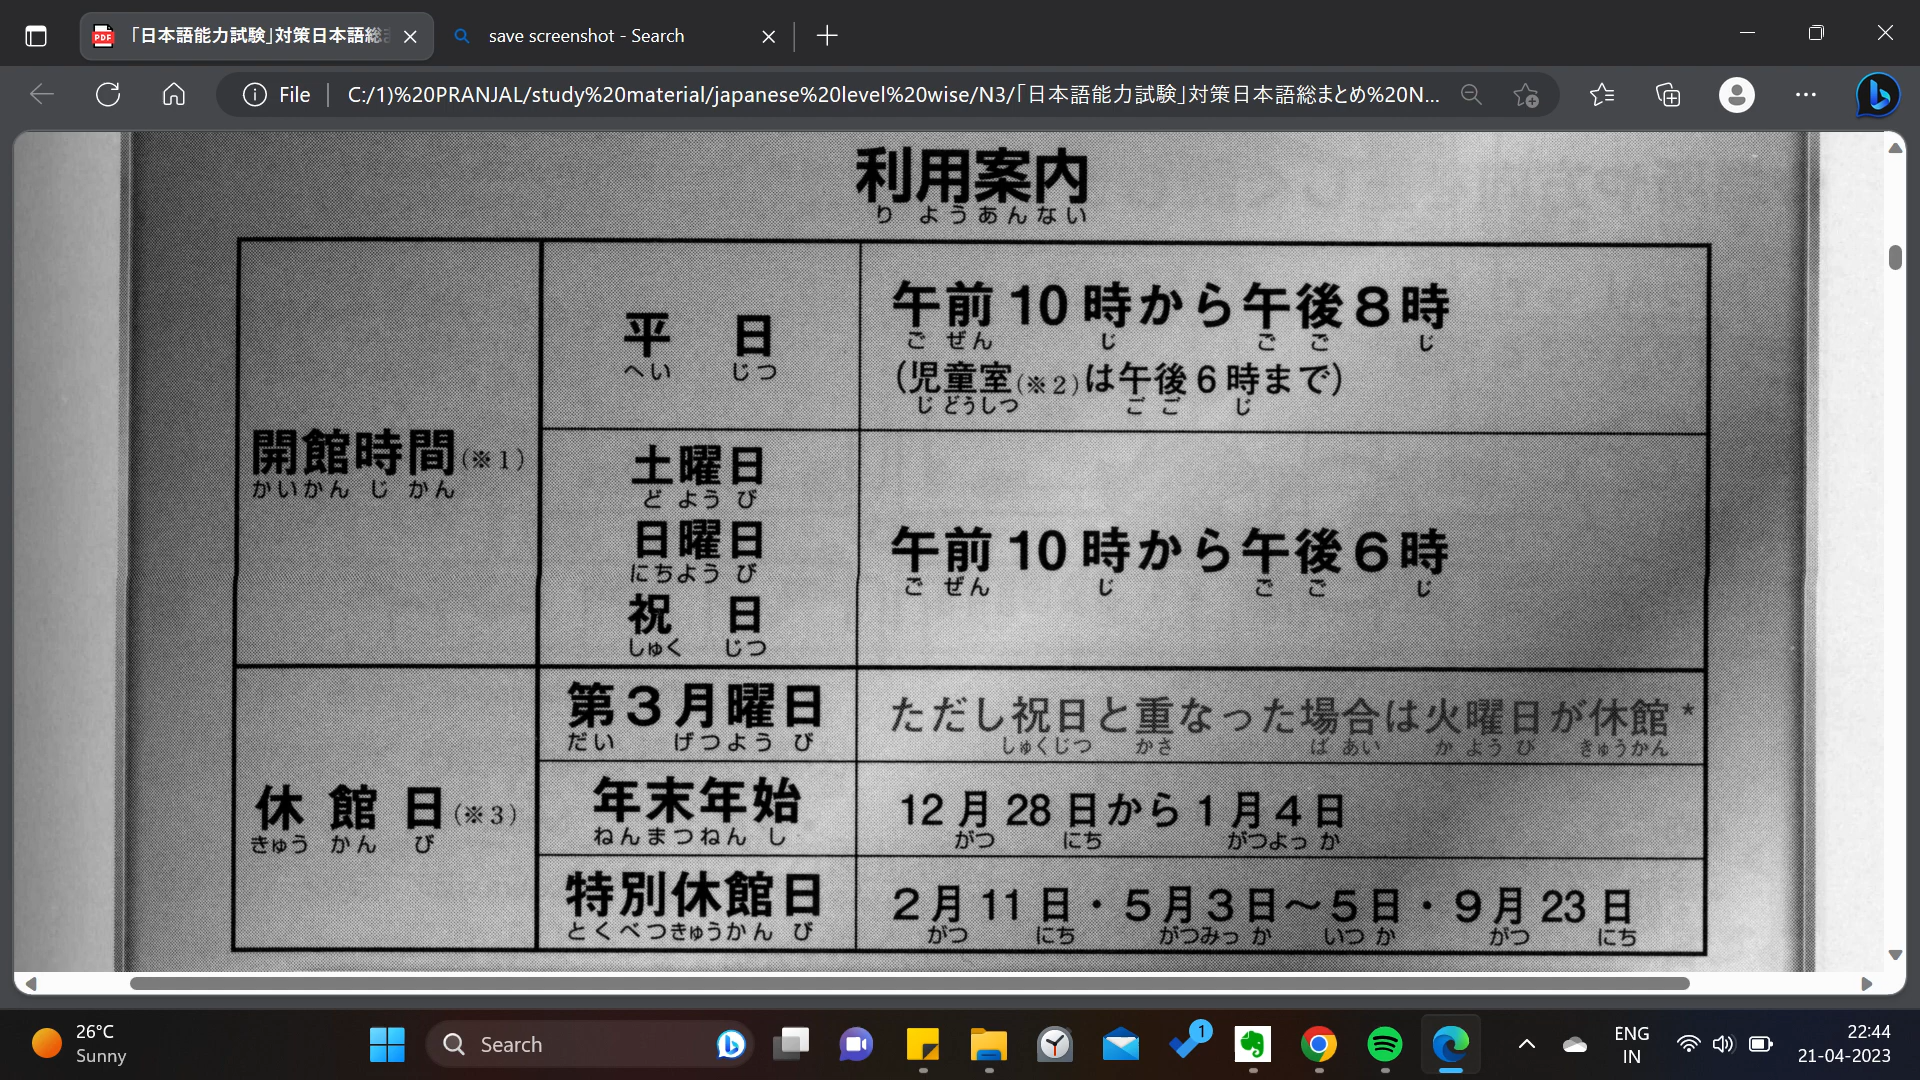 「日本語能力試験」対策日本語総ま
save screenshot - Search
File
C:/1)%20PRANJAL/study%20material/japanese%20level%20wise/N3/「日本語能力試験」対策日本語総まとめ%20N...
利用案内
り ようあんない
開館時間(※1)
かいかん じ かん
平 日
へい じつ
午前10時から午後8時
ご ぜん じ ご ご じ
(児童室(※2)は午後6時まで)
じ どうしつ ご ご じ
土曜日
ど よう び
日曜日
にちよう び
祝 日
しゅく じつ
午前10時から午後6時
ご ぜん じ ご ご じ
休 館 日(※3)
きゅう かん び
第3月曜日
だい げつよう び
ただし祝日と重なった場合は火曜日が休館*
しゅくじつ かさ ば あい か よう び きゅうかん
年末年始
ねんまつねん し
12月28日から1月4日
がつ にち がつよっ か
特別休館日
とくべつきゅうかん び
2月11日・5月3日～5日・9月23日
がつ にち がつみっ か いつ か がつ にち
26°C
Sunny
Search
1
ENG
IN
22:44
21-04-2023